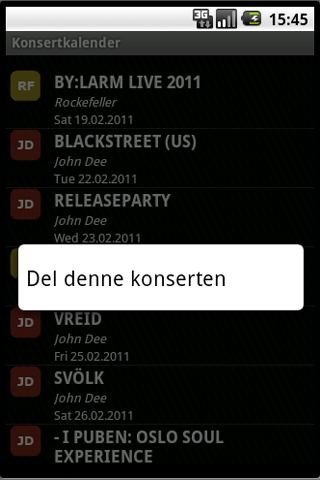 3G
15:45
Konsertkalender
RF
BY:LARM LIVE 2011
Rockefeller
Sat 19.02.2011
JD
BLACKSTREET (US)
John Dee
Tue 22.02.2011
JD
RELEASEPARTY
John Dee
Wed 23.02.2011
Del denne konserten
JD
VREID
John Dee
Fri 25.02.2011
JD
SVÖLK
John Dee
Sat 26.02.2011
JD
- I PUBEN: OSLO SOUL
EXPERIENCE